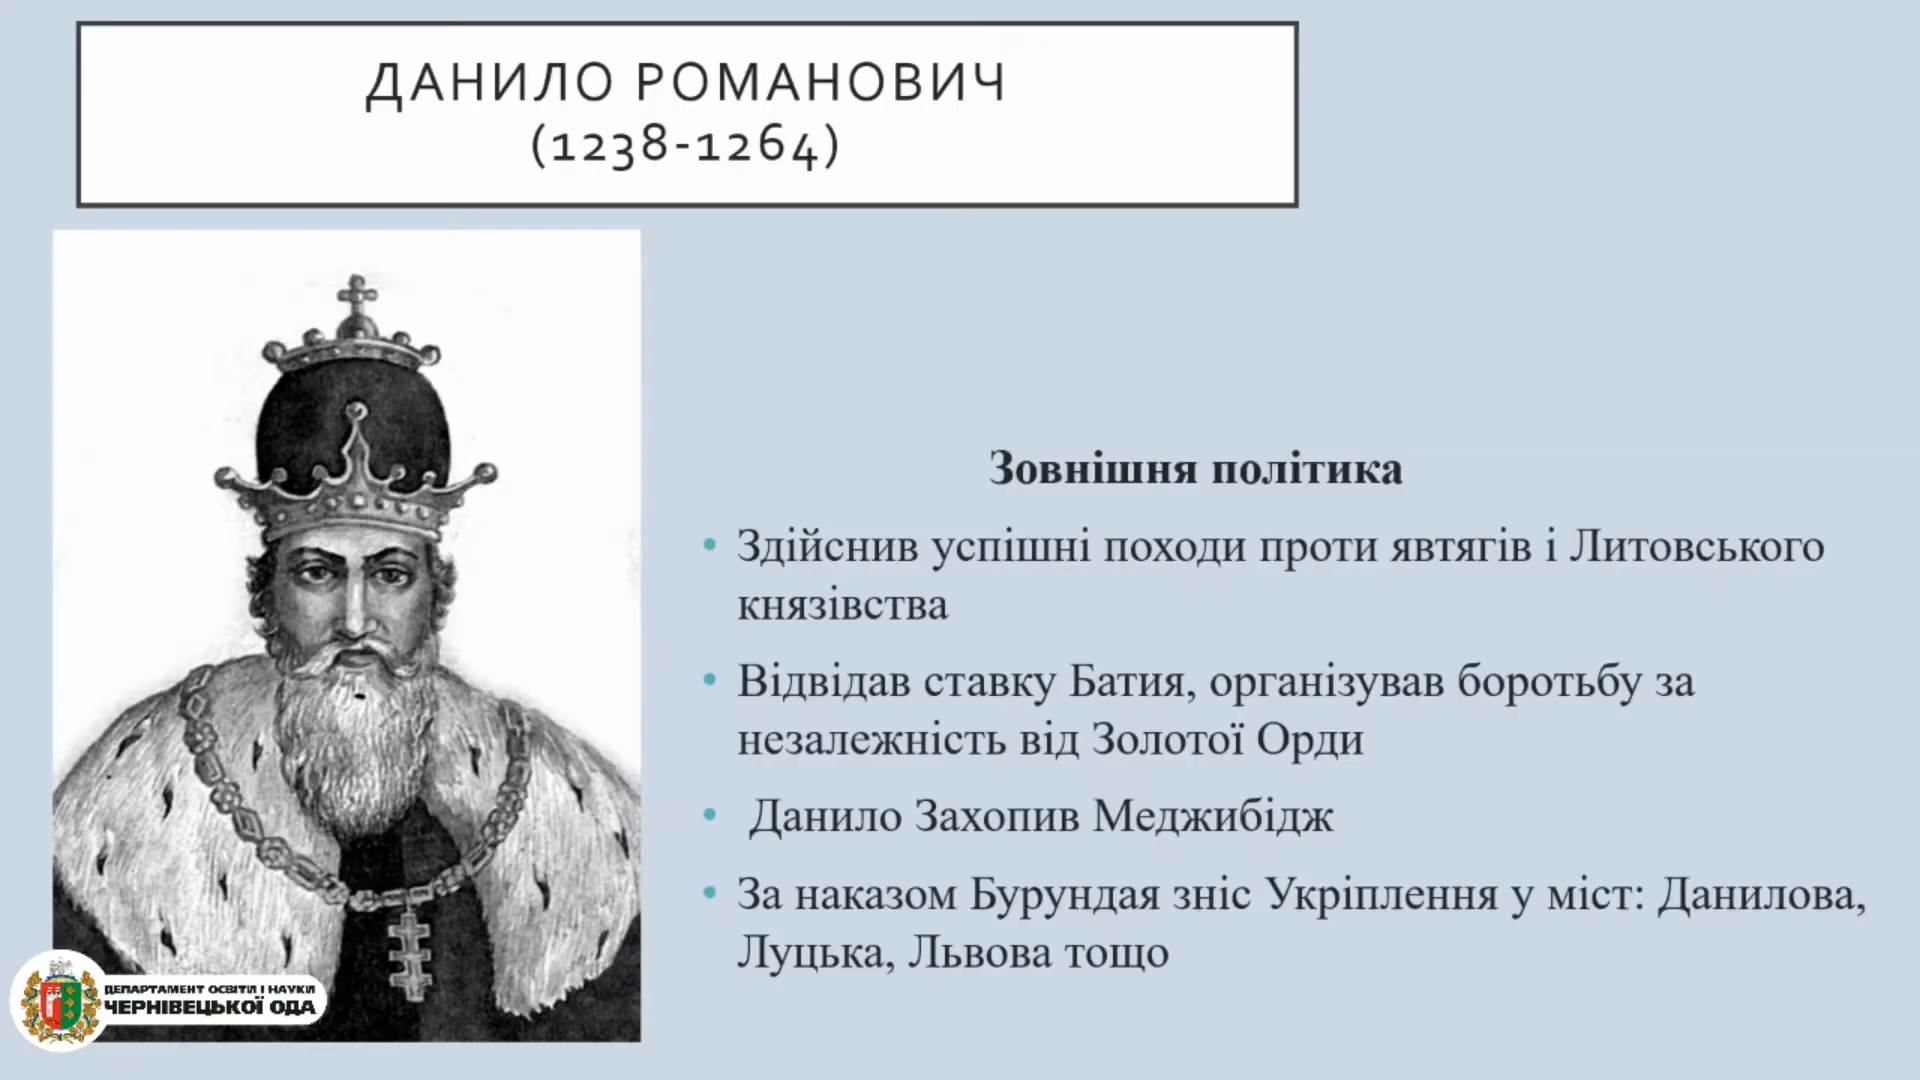 ДАНИЛО РОМАНОВИЧ
(1238-1264)
Зовнішня політика
• Здійснив успішні походи проти явтягів і Литовського
князівства
• Відвідав ставку Батия, організував боротьбу за
незалежність від Золотої Орди
• Данило Захопив Меджибідж
• За наказом Бурундая зніс Укріплення у міст: Данилова,
Луцька, Львова тощо
ДЕПАРТАМЕНТ ОСВІТИ І НАУКИ
ЧЕРНІВЕЦЬКОЇ ОДА